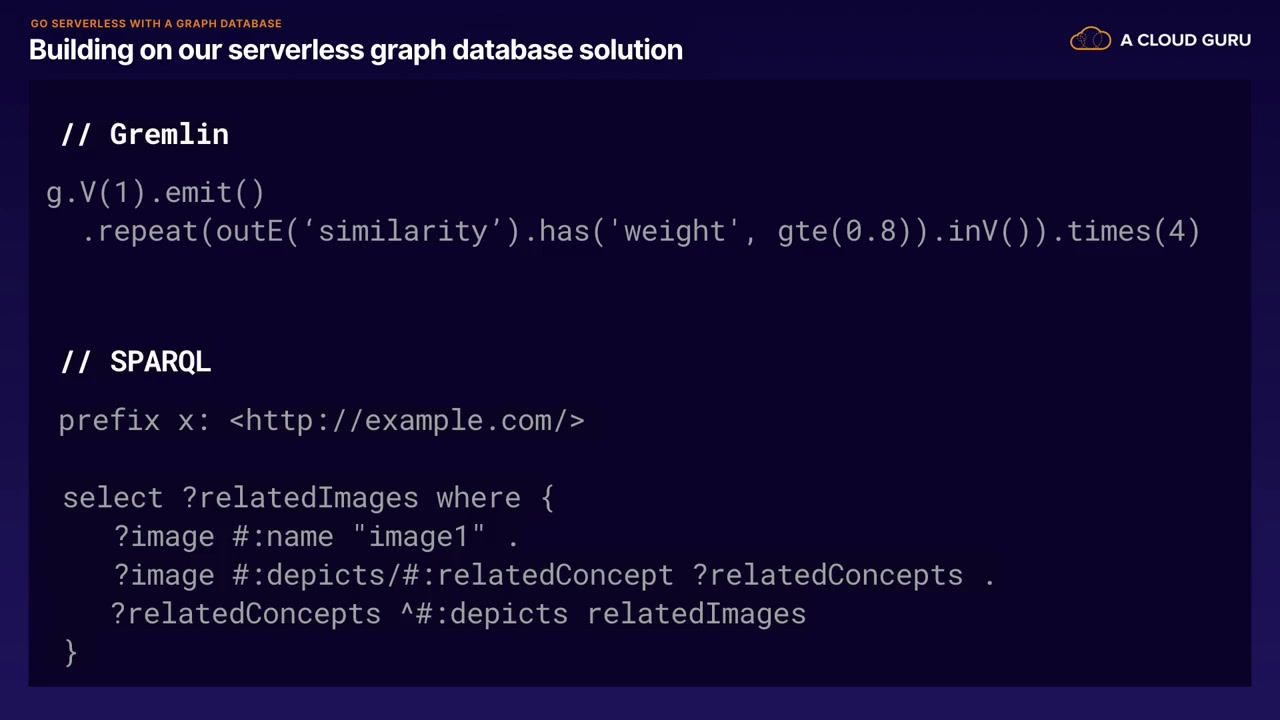 GO SERVERLESS WITH A GRAPH DATABASE
Building on our serverless graph database solution
A CLOUD GURU
// Gremlin
g.V(1).emit()
.repeat(outE(‘similarity’).has('weight', gte(0.8)).inV()).times(4)
// SPARQL
prefix x: <http://example.com/>
select ?relatedImages where {
?image #:name "image1" .
?image #:depicts/#:relatedConcept ?relatedConcepts .
?relatedConcepts ^#:depicts relatedImages
}